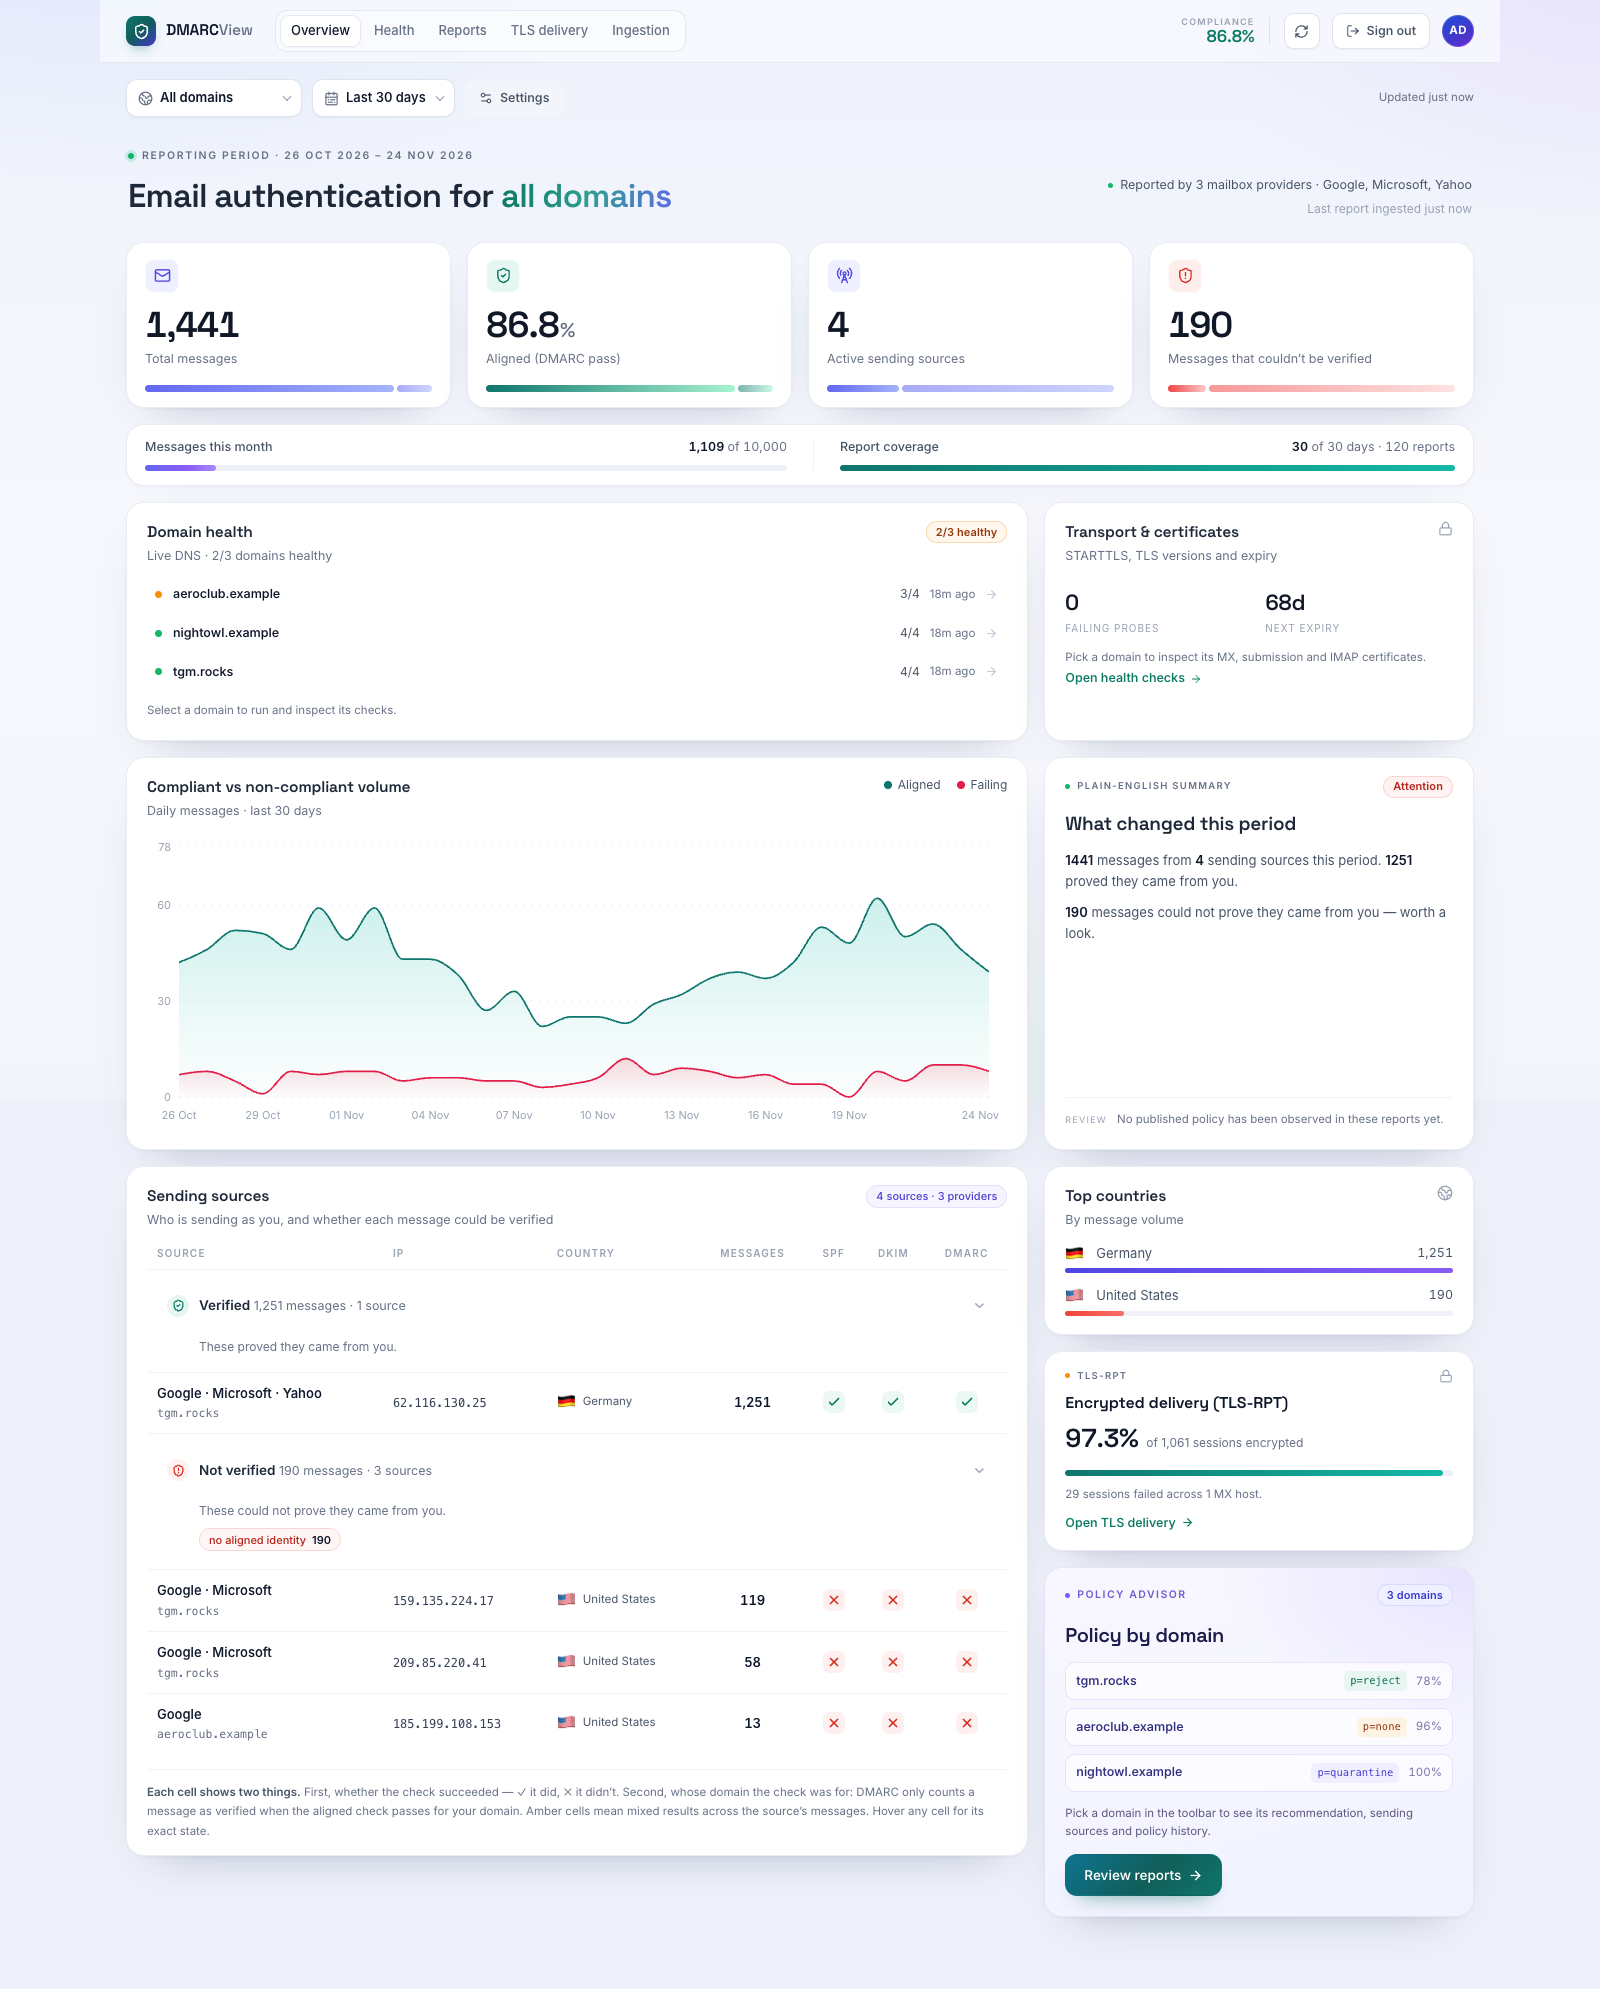 DMARCView
Overview
Health
Reports
TLS delivery
Ingestion
COMPLIANCE
86.8%
Sign out
AD
All domains
Last 30 days
Settings
Updated just now
REPORTING PERIOD · 26 OCT 2026 – 24 NOV 2026
Email authentication for all domains
Reported by 3 mailbox providers · Google, Microsoft, Yahoo
Last report ingested just now
1,441
Total messages
86.8%
Aligned (DMARC pass)
4
Active sending sources
190
Messages that couldn't be verified
Messages this month
1,109 of 10,000
Report coverage
30 of 30 days · 120 reports
Domain health
2/3 healthy
Live DNS · 2/3 domains healthy
aeroclub.example 3/4 18m ago →
nightowl.example 4/4 18m ago →
tgm.rocks 4/4 18m ago →
Select a domain to run and inspect its checks.
Transport & certificates
STARTTLS, TLS versions and expiry
0
FAILING PROBES
68d
NEXT EXPIRY
Pick a domain to inspect its MX, submission and IMAP certificates.
Open health checks →
Compliant vs non-compliant volume
Aligned
Failing
Daily messages · last 30 days
78
60
30
0
26 Oct 29 Oct 01 Nov 04 Nov 07 Nov 10 Nov 13 Nov 16 Nov 19 Nov 24 Nov
PLAIN-ENGLISH SUMMARY
Attention
What changed this period
1441 messages from 4 sending sources this period. 1251
proved they came from you.
190 messages could not prove they came from you — worth a
look.
REVIEW No published policy has been observed in these reports yet.
Sending sources
4 sources · 3 providers
Who is sending as you, and whether each message could be verified
SOURCE IP COUNTRY MESSAGES SPF DKIM DMARC
Verified 1,251 messages · 1 source
These proved they came from you.
Google · Microsoft · Yahoo
tgm.rocks
62.116.130.25
Germany
1,251
Not verified 190 messages · 3 sources
These could not prove they came from you.
no aligned identity 190
Google · Microsoft
tgm.rocks
159.135.224.17
United States
119
Google · Microsoft
tgm.rocks
209.85.220.41
United States
58
Google
aeroclub.example
185.199.108.153
United States
13
Each cell shows two things. First, whether the check succeeded — ✓ it did, ✕ it didn't. Second, whose domain the check was for: DMARC only counts a
message as verified when the aligned check passes for your domain. Amber cells mean mixed results across the source's messages. Hover any cell for its
exact state.
Top countries
By message volume
Germany 1,251
United States 190
TLS-RPT
Encrypted delivery (TLS-RPT)
97.3% of 1,061 sessions encrypted
29 sessions failed across 1 MX host.
Open TLS delivery →
POLICY ADVISOR
3 domains
Policy by domain
tgm.rocks p=reject 78%
aeroclub.example p=none 96%
nightowl.example p=quarantine 100%
Pick a domain in the toolbar to see its recommendation, sending
sources and policy history.
Review reports →